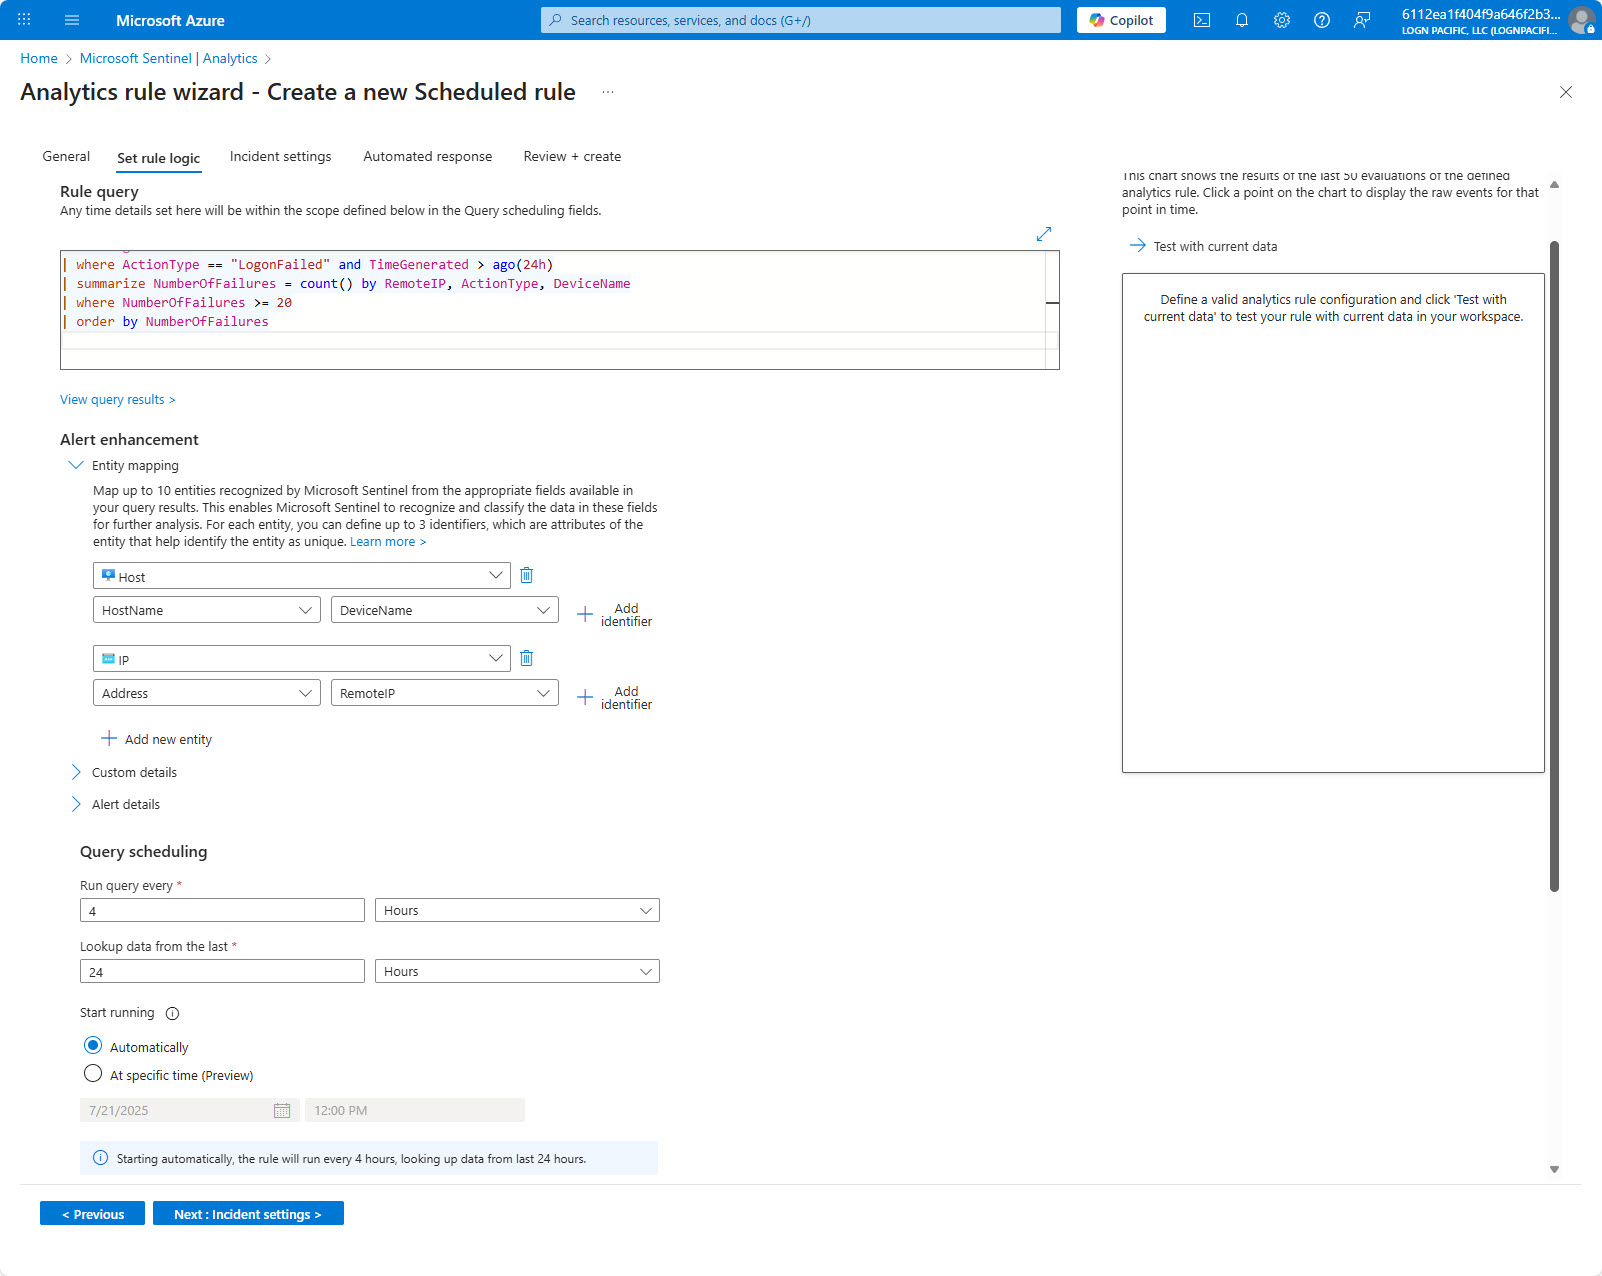 Microsoft Azure
Search resources, services, and docs (G+/)
Copilot
6112ea1f404f9a646f2b3...
LOGN PACIFIC, LLC (LOGNPACIFI...
Home > Microsoft Sentinel | Analytics >
Analytics rule wizard - Create a new Scheduled rule ...
General
Set rule logic
Incident settings
Automated response
Review + create
Rule query
Any time details set here will be within the scope defined below in the Query scheduling fields.
| where ActionType == "LogonFailed" and TimeGenerated > ago(24h)
| summarize NumberOfFailures = count() by RemoteIP, ActionType, DeviceName
| where NumberOfFailures >= 20
| order by NumberOfFailures
View query results >
Alert enhancement
Entity mapping
Map up to 10 entities recognized by Microsoft Sentinel from the appropriate fields available in
your query results. This enables Microsoft Sentinel to recognize and classify the data in these fields
for further analysis. For each entity, you can define up to 3 identifiers, which are attributes of the
entity that help identify the entity as unique. Learn more >
Host
HostName
DeviceName
Add
identifier
IP
Address
RemoteIP
Add
identifier
Add new entity
Custom details
Alert details
Query scheduling
Run query every *
4
Hours
Lookup data from the last *
24
Hours
Start running
Automatically
At specific time (Preview)
7/21/2025
12:00 PM
Starting automatically, the rule will run every 4 hours, looking up data from last 24 hours.
< Previous
Next : Incident settings >
This chart shows the results of the last 50 evaluations of the defined
analytics rule. Click a point on the chart to display the raw events for that
point in time.
Test with current data
Define a valid analytics rule configuration and click 'Test with
current data' to test your rule with current data in your workspace.